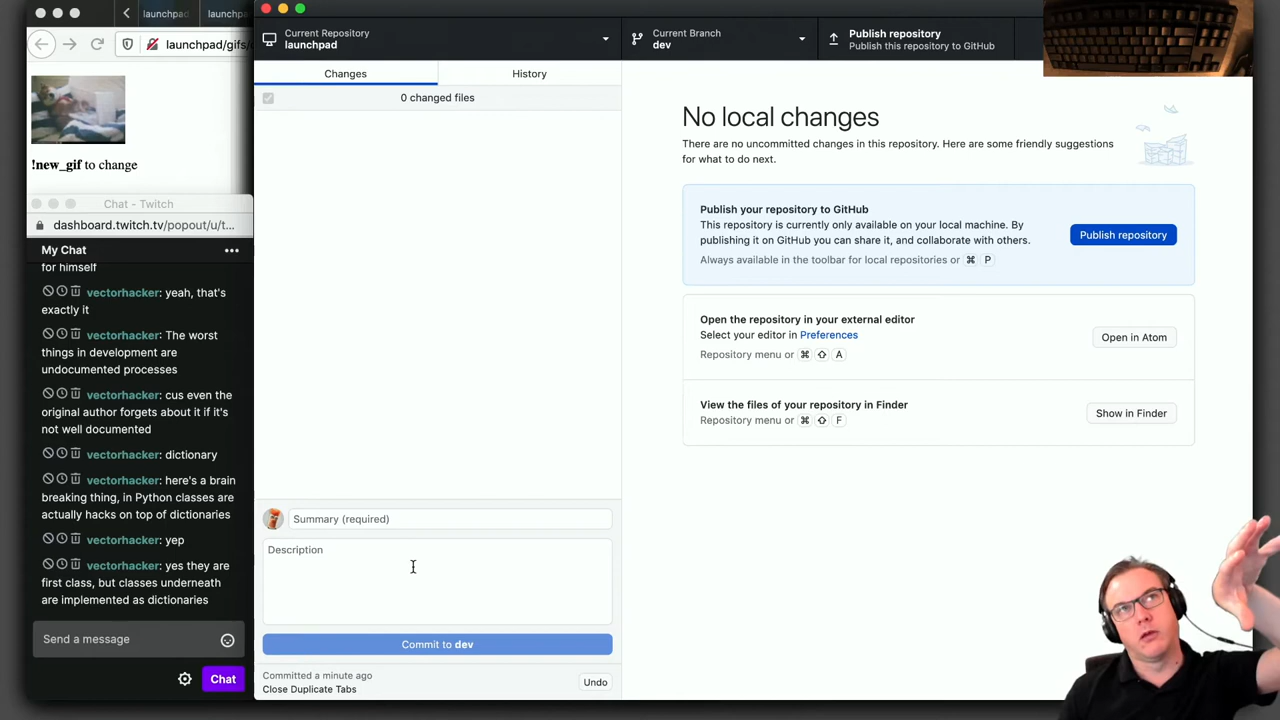 launchpad
launchpad
launchpad/gifs/
!new_gif to change
Chat - Twitch
dashboard.twitch.tv/popout/u/t...
My Chat
for himself
vectorhacker: yeah, that's
exactly it
vectorhacker: The worst
things in development are
undocumented processes
vectorhacker: cus even the
original author forgets about it if it's
not well documented
vectorhacker: dictionary
vectorhacker: here's a brain
breaking thing, in Python classes are
actually hacks on top of dictionaries
vectorhacker: yep
vectorhacker: yes they are
first class, but classes underneath
are implemented as dictionaries
Send a message
Chat
Current Repository
launchpad
Current Branch
dev
Publish repository
Publish this repository to GitHub
Changes
History
0 changed files
Summary (required)
Description
Commit to dev
Committed a minute ago
Close Duplicate Tabs
Undo
No local changes
There are no uncommitted changes in this repository. Here are some friendly suggestions
for what to do next.
Publish your repository to GitHub
This repository is currently only available on your local machine. By
publishing it on GitHub you can share it, and collaborate with others.
Always available in the toolbar for local repositories or ⌘ P
Publish repository
Open the repository in your external editor
Select your editor in Preferences
Repository menu or ⌘ ⇧ A
Open in Atom
View the files of your repository in Finder
Repository menu or ⌘ ⇧ F
Show in Finder